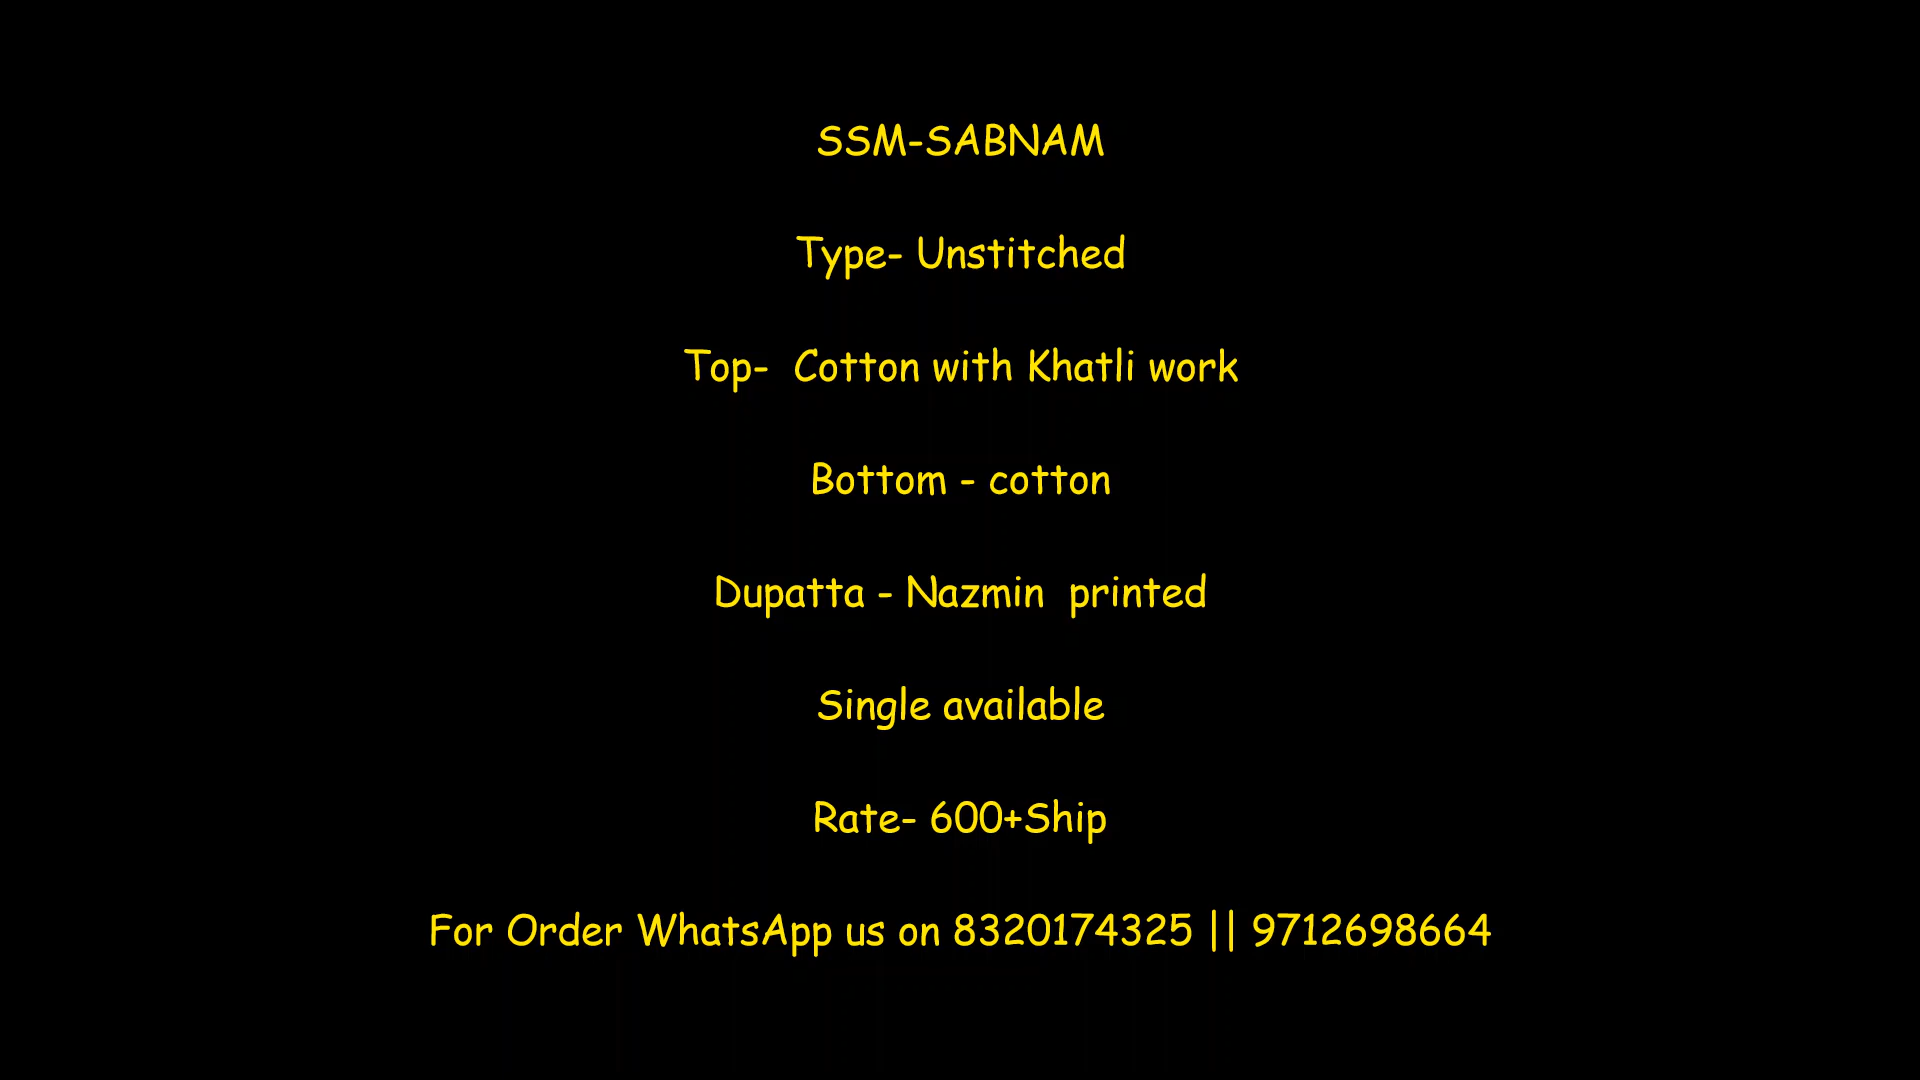 SSM-SABNAM
Type- Unstitched
Top-  Cotton with Khatli work
Bottom - cotton
Dupatta - Nazmin  printed
Single available
Rate- 600+Ship
For Order WhatsApp us on 8320174325 || 9712698664